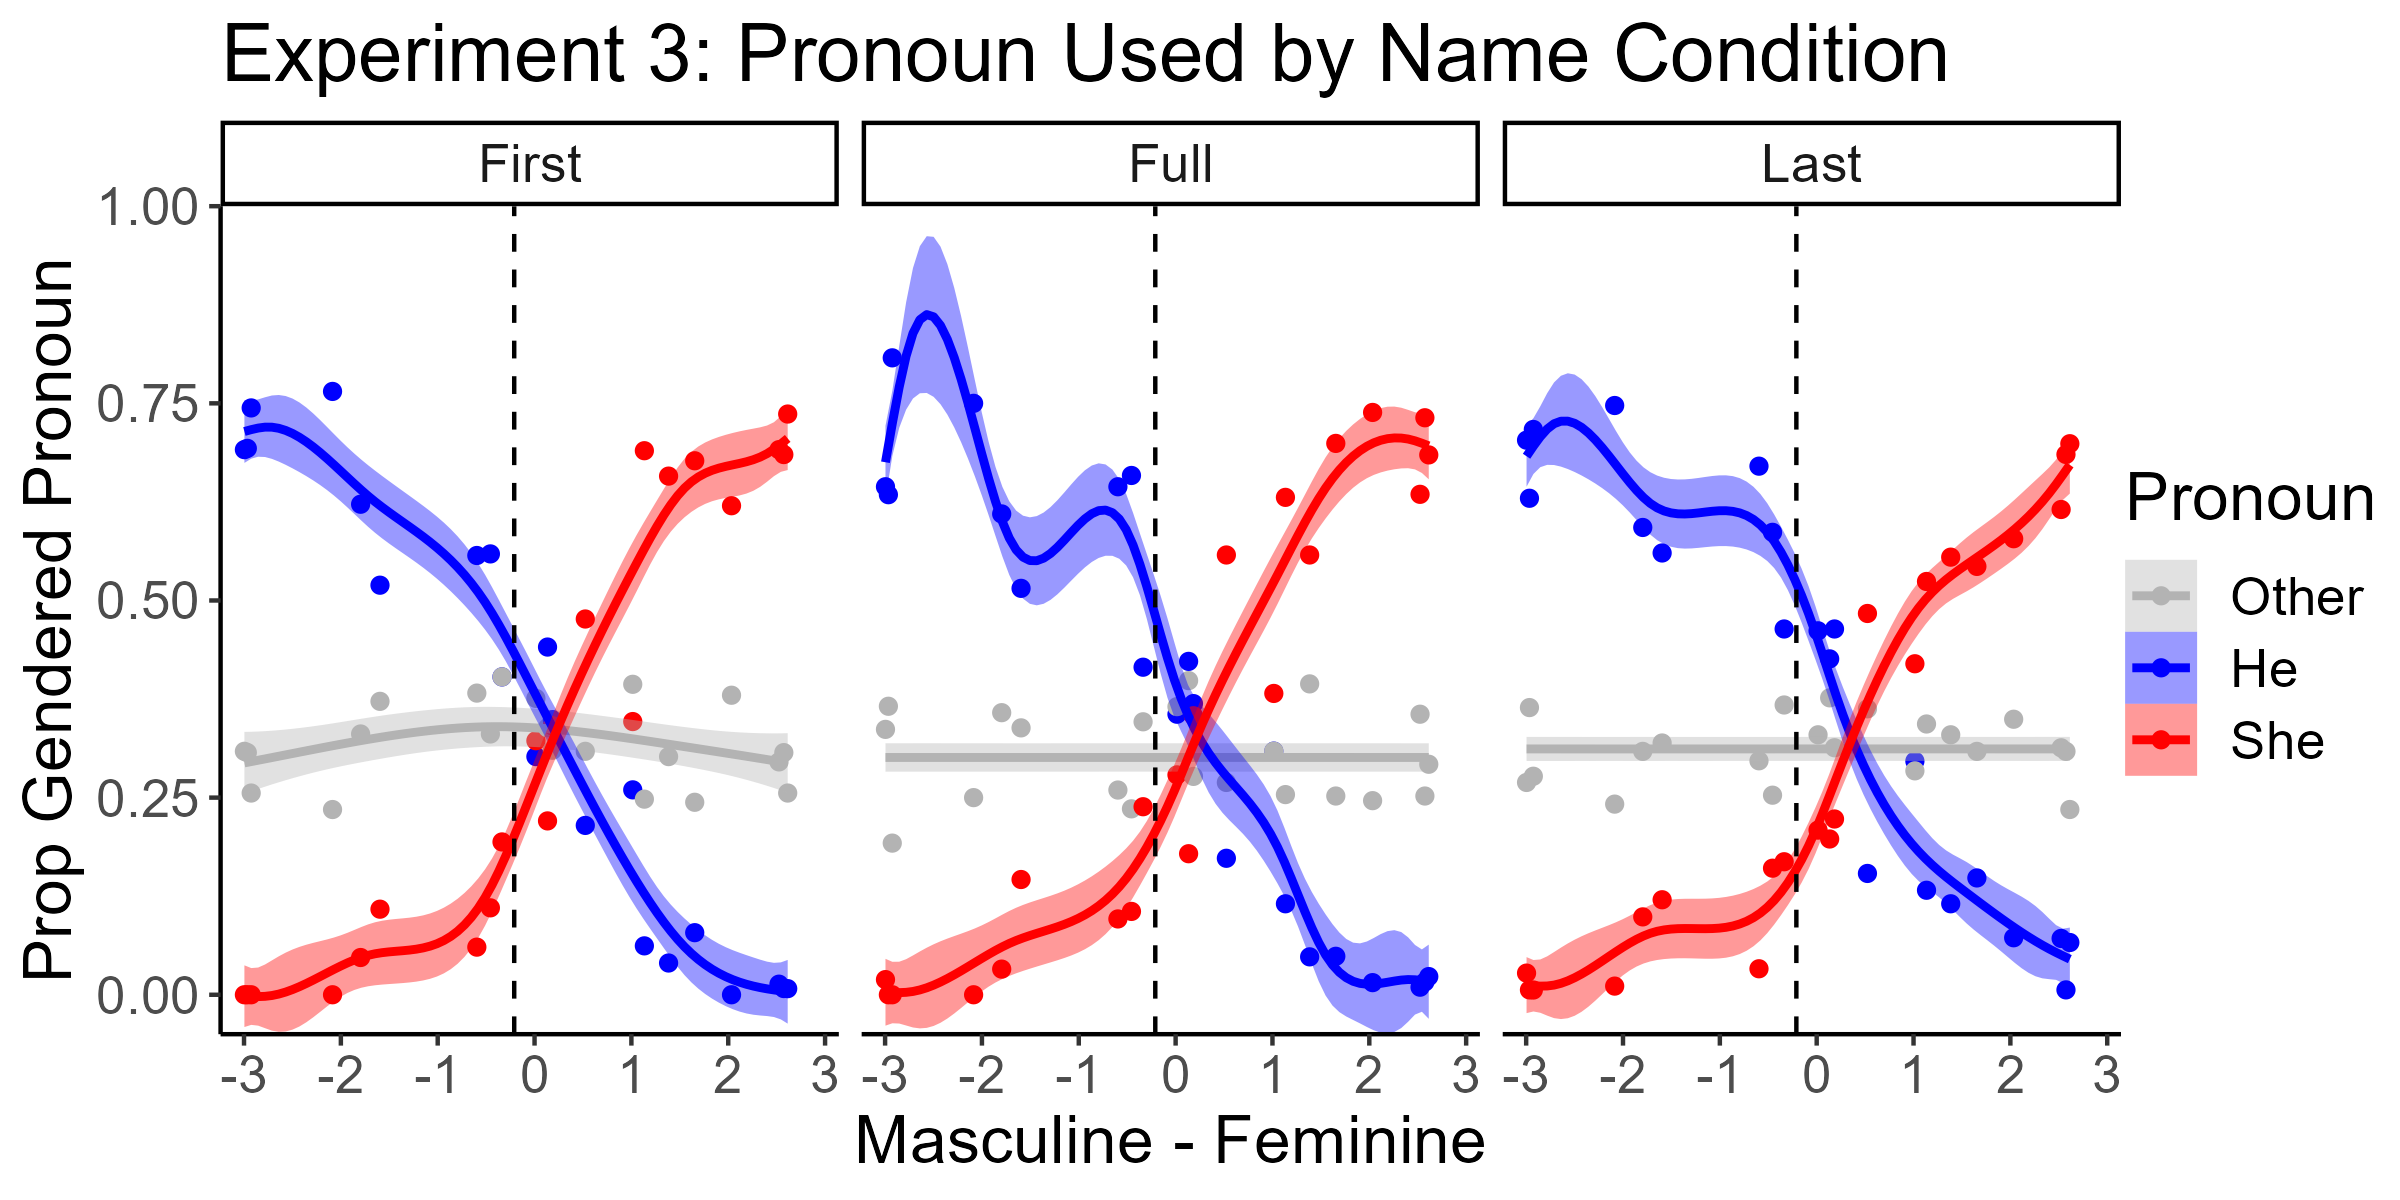 Experiment 3: Pronoun Used by Name Condition
First Full Last
Prop Gendered Pronoun
1.00
0.75
0.50
0.25
0.00
-3 -2 -1 0 1 2 3 -3 -2 -1 0 1 2 3 -3 -2 -1 0 1 2 3
Masculine - Feminine
Pronoun
Other
He
She